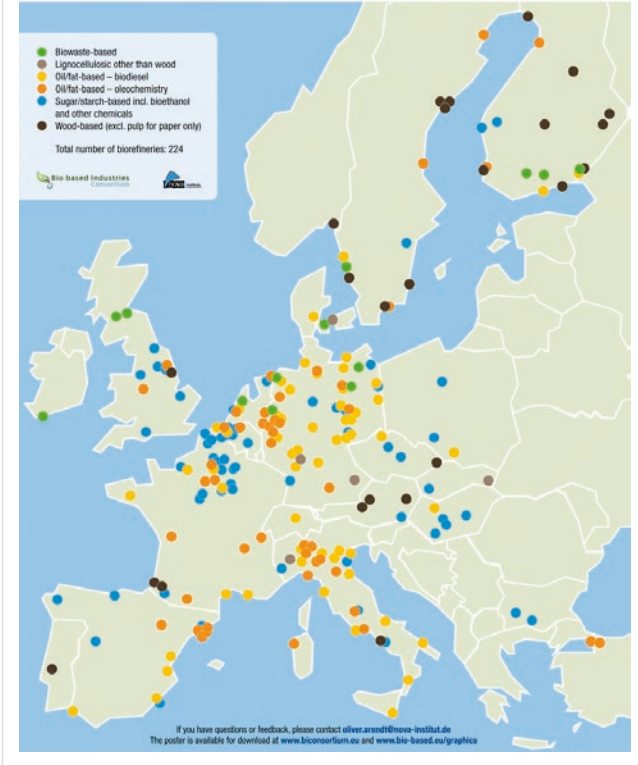 Biowaste-based
Lignocellulosic other than wood
Oil/fat-based – biodiesel
Oil/fat-based – oleochemistry
Sugar/starch-based incl. bioethanol
and other chemicals
Wood-based (excl. pulp for paper only)
Total number of biorefineries: 224
Bio-based Industries
Consortium
nova Institute
If you have questions or feedback, please contact oliver.arendt@nova-institut.de
The poster is available for download at www.biconsortium.eu and www.bio-based.eu/graphics